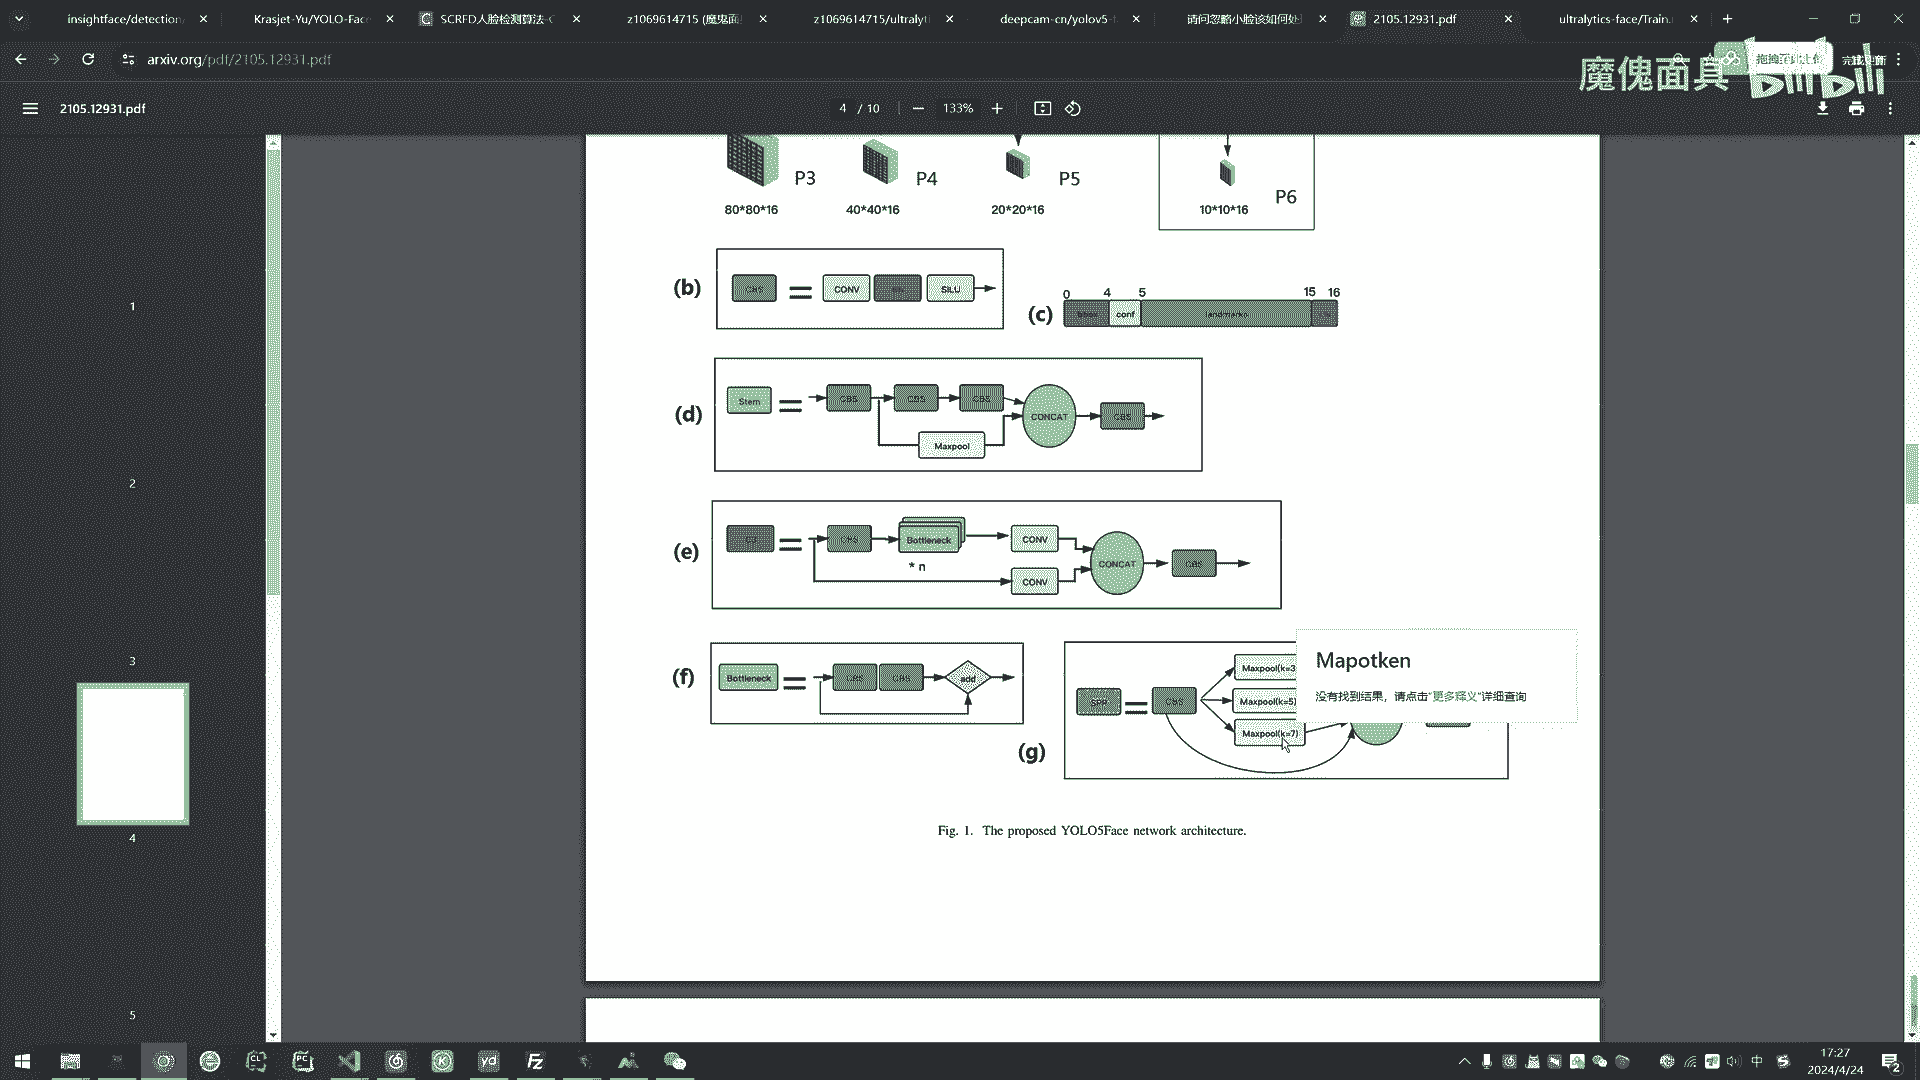 insightface/detection
Krasjet-Yu/YOLO-Face
SCRFD人脸检测算法-C
z1069614715 (魔鬼面
z1069614715/ultralyti
deepcam-cn/yolov5-f
请问忽略小脸该如何处
2105.12931.pdf
ultralytics-face/Train.
arxiv.org/pdf/2105.12931.pdf
魔傀面具
bilibili
2105.12931.pdf
4 / 10
133%
P3
P4
P5
P6
80*80*16
40*40*16
20*20*16
10*10*16
(b)
CBS
CONV
SILU
(c)
0 4 5 15 16
conf
landmarks
(d)
Stem
CBS
CBS
CBS
Maxpool
CONCAT
CBS
(e)
CBS
Bottleneck
* n
CONV
CONV
CONCAT
CBS
(f)
Bottleneck
CBS
CBS
add
(g)
SPP
CBS
Maxpool(k=3
Maxpool(k=5)
Maxpool(k=7)
Mapotken
没有找到结果，请点击“更多释义”详细查询
Fig. 1. The proposed YOLO5Face network architecture.
1
2
3
4
5
17:27
2024/4/24
中
2